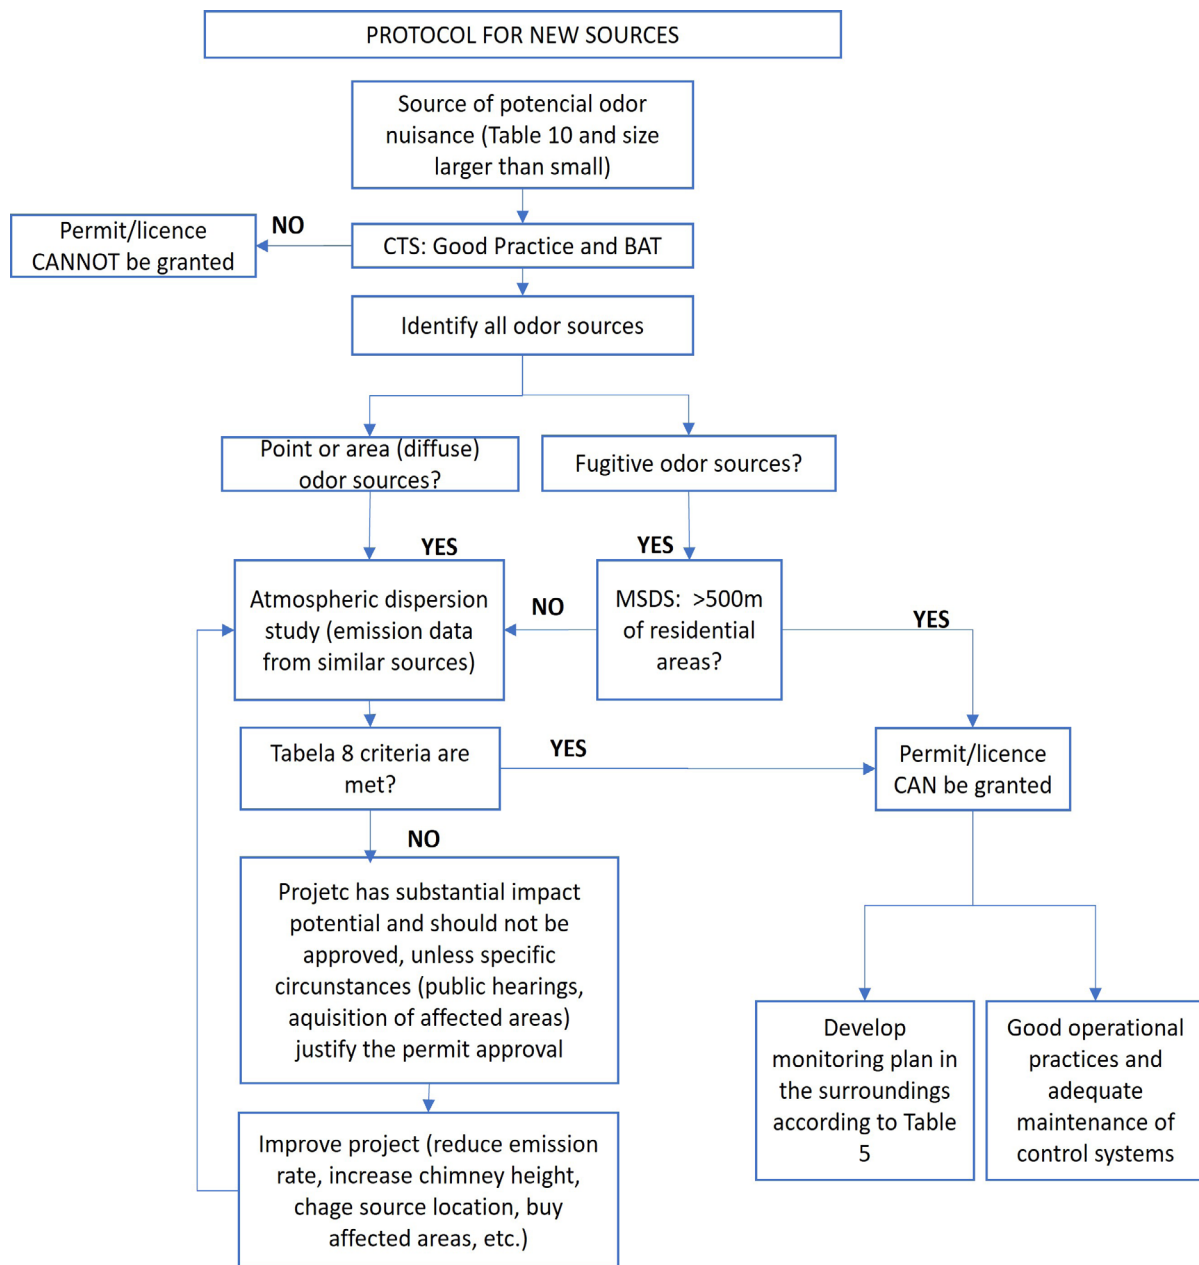 PROTOCOL FOR NEW SOURCES
Source of potencial odor
nuisance (Table 10 and size
larger than small)
NO
Permit/licence
CANNOT be granted
CTS: Good Practice and BAT
Identify all odor sources
Point or area (diffuse)
odor sources?
Fugitive odor sources?
YES
YES
Atmospheric dispersion
study (emission data
from similar sources)
NO
MSDS: >500m
of residential
areas?
YES
Tabela 8 criteria are
met?
YES
Permit/licence
CAN be granted
NO
Projetc has substantial impact
potential and should not be
approved, unless specific
circunstances (public hearings,
aquisition of affected areas)
justify the permit approval
Develop
monitoring plan in
the surroundings
according to Table
5
Good operational
practices and
adequate
maintenance of
control systems
Improve project (reduce emission
rate, increase chimney height,
chage source location, buy
affected areas, etc.)